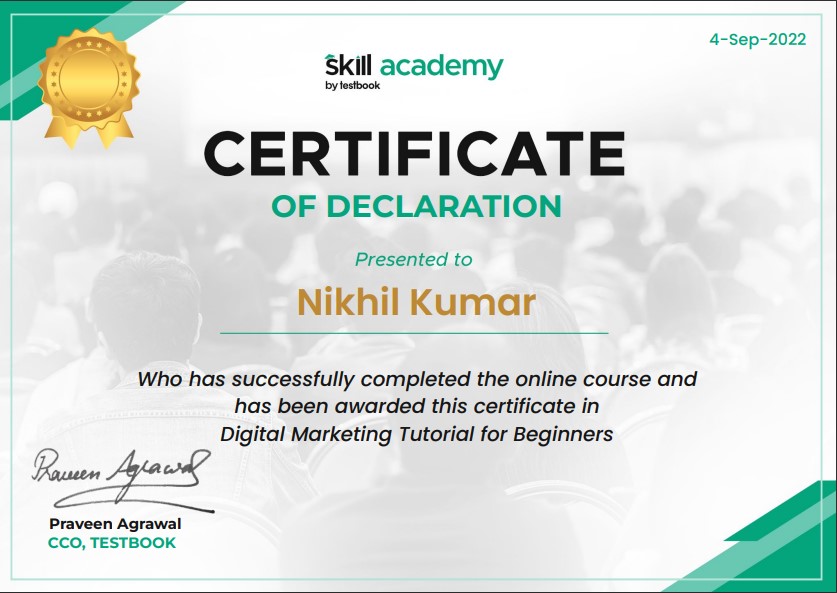 4-Sep-2022
skill academy
by testbook
CERTIFICATE
OF DECLARATION
Presented to
Nikhil Kumar
Who has successfully completed the online course and
has been awarded this certificate in
Digital Marketing Tutorial for Beginners
Praveen Agrawal
Praveen Agrawal
CCO, TESTBOOK